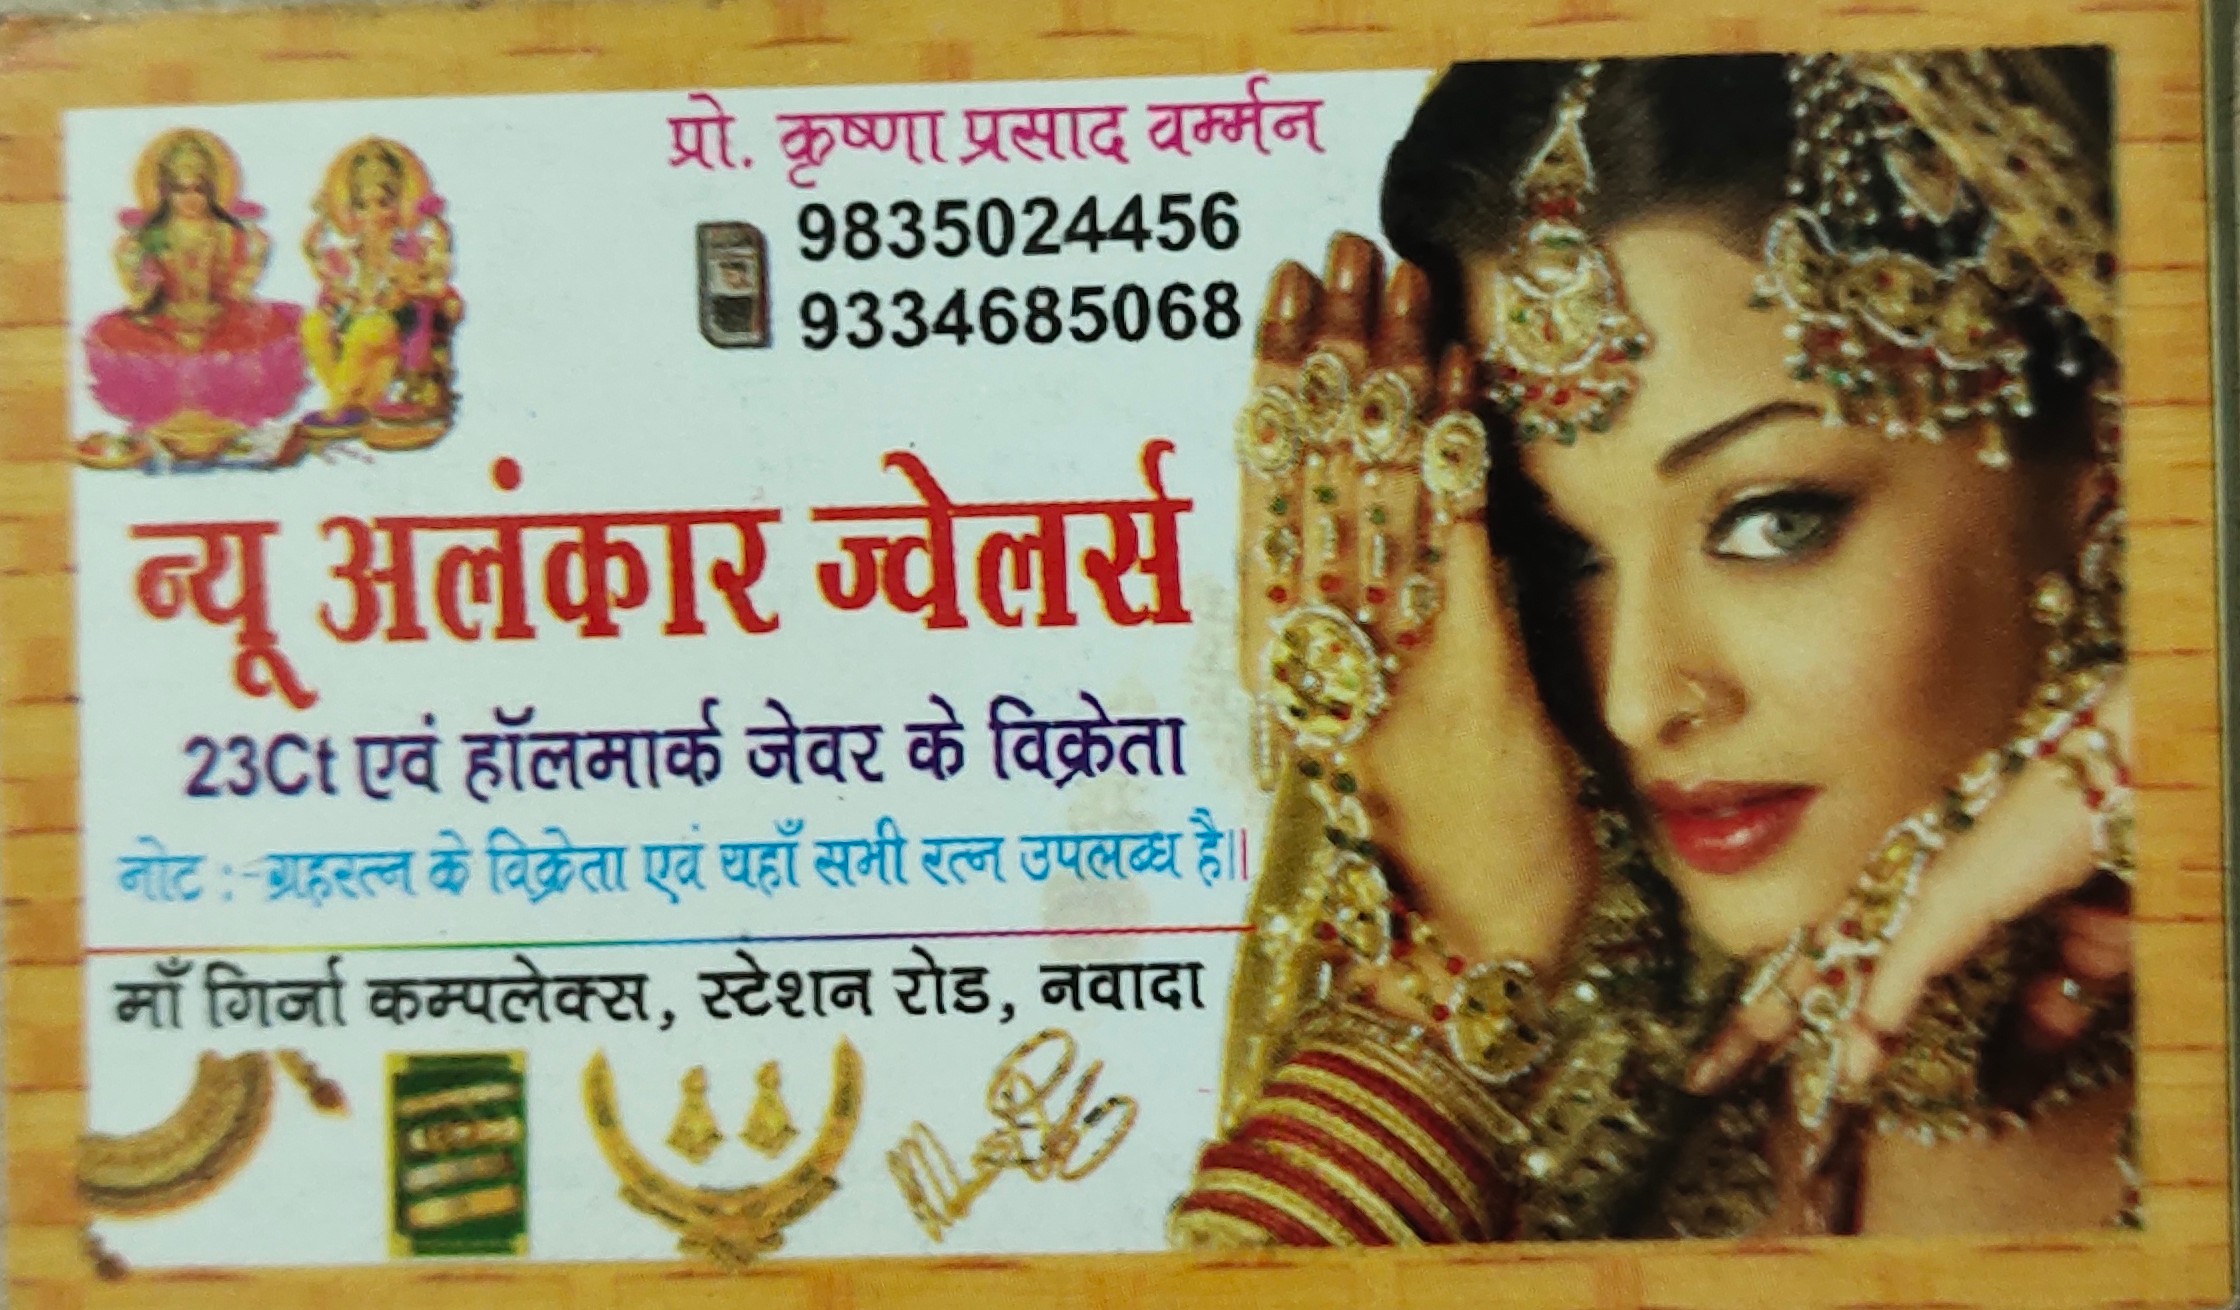 प्रो. कृष्णा प्रसाद वर्म्मन
9835024456
9334685068
न्यू अलंकार ज्वेलर्स
23Ct एवं हॉलमार्क जेवर के विक्रेता
नोट :-ग्रहरत्न के विक्रेता एवं यहाँ सभी रत्न उपलब्ध है॥
माँ गिर्जा कम्पलेक्स, स्टेशन रोड, नवादा